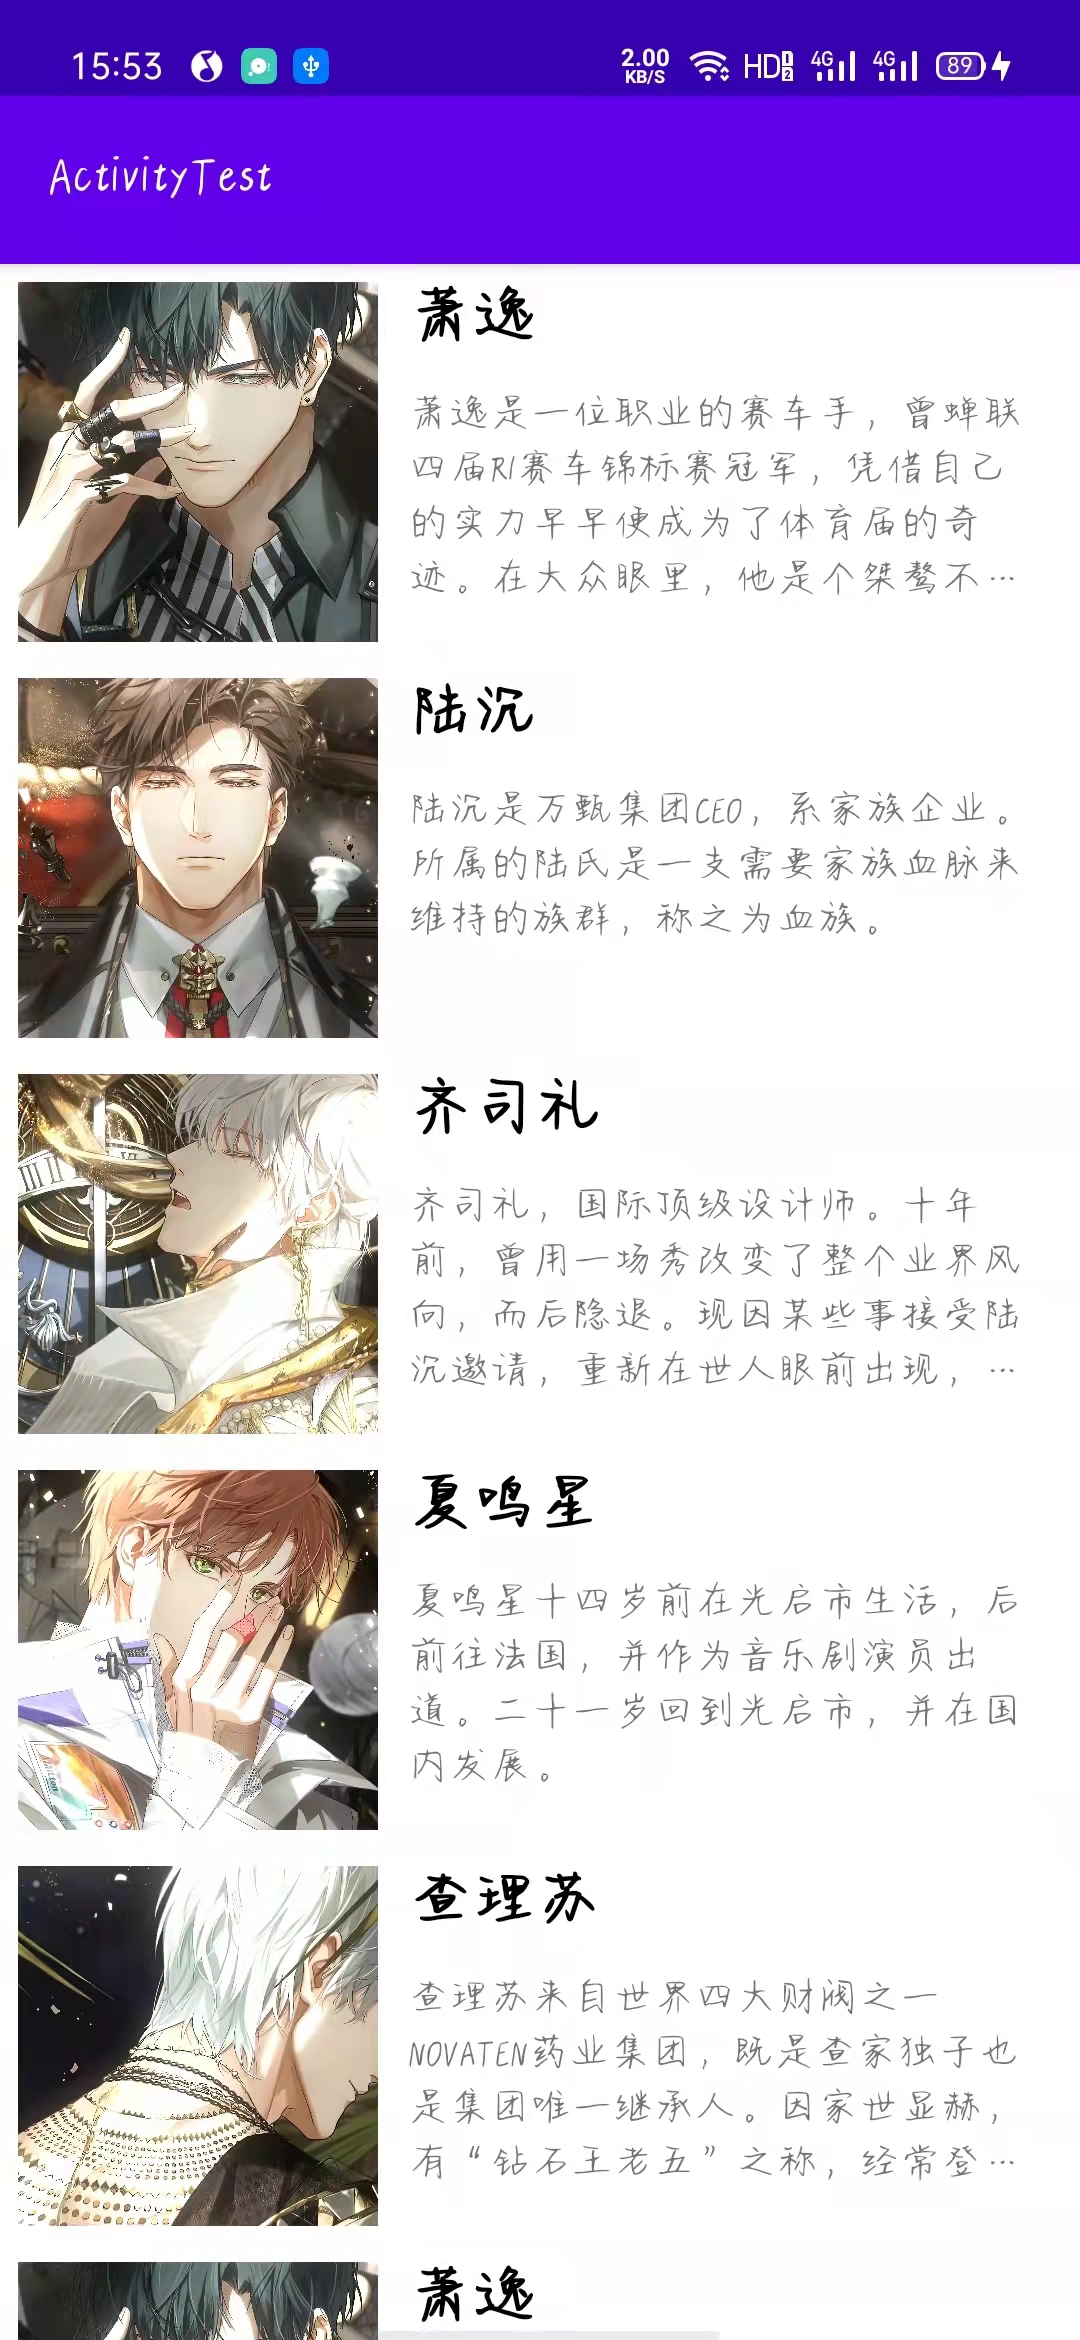 15:53
2.00
KB/S
HD
1
2
4G
4G
89
ActivityTest
萧逸
萧逸是一位职业的赛车手，曾蝉联
四届R1赛车锦标赛冠军，凭借自己
的实力早早便成为了体育届的奇
迹。在大众眼里，他是个桀骜不…
陆沉
陆沉是万甄集团CEO，系家族企业。
所属的陆氏是一支需要家族血脉来
维持的族群，称之为血族。
齐司礼
齐司礼，国际顶级设计师。十年
前，曾用一场秀改变了整个业界风
向，而后隐退。现因某些事接受陆
沉邀请，重新在世人眼前出现，…
夏鸣星
夏鸣星十四岁前在光启市生活，后
前往法国，并作为音乐剧演员出
道。二十一岁回到光启市，并在国
内发展。
查理苏
查理苏来自世界四大财阀之一
NOVATEN药业集团，既是查家独子也
是集团唯一继承人。因家世显赫，
有“钻石王老五”之称，经常登…
萧逸